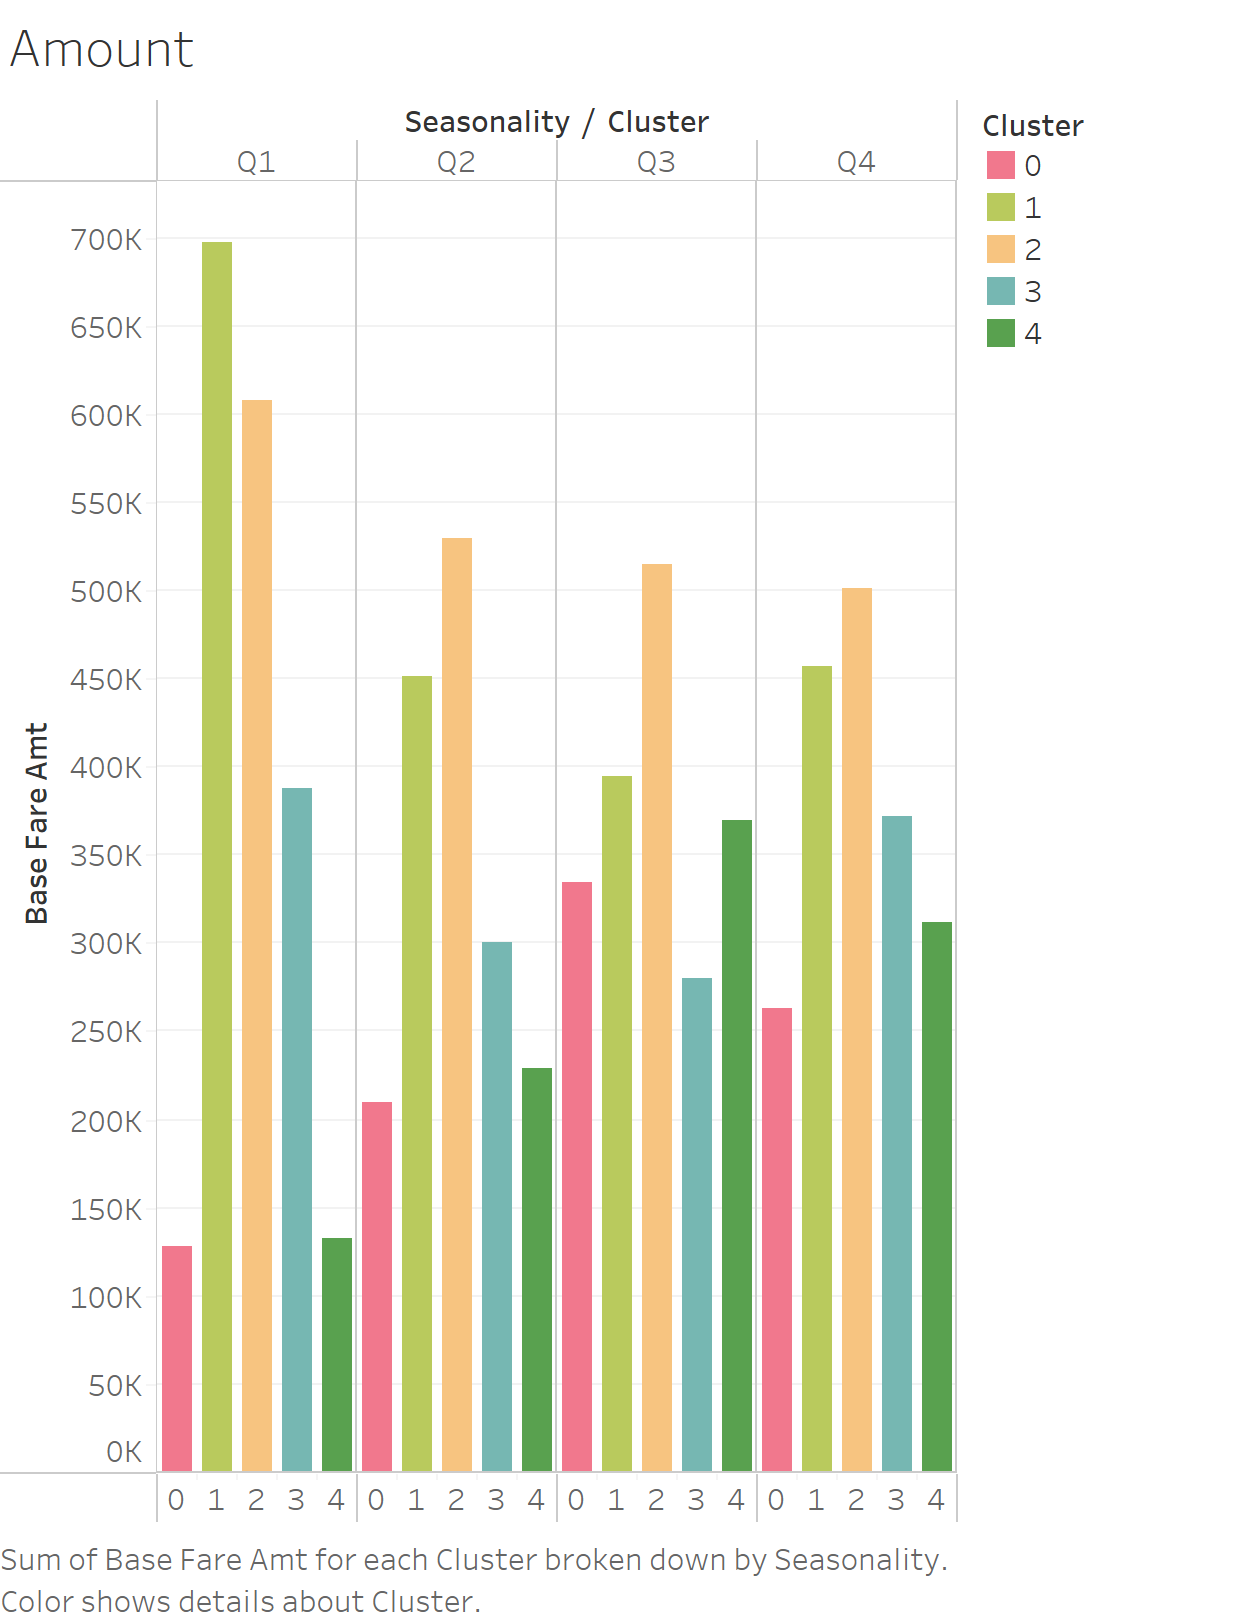 Amount
Seasonality / Cluster
Q1 Q2 Q3 Q4
Cluster
0
1
2
3
4
700K
650K
600K
550K
500K
450K
400K
350K
300K
250K
200K
150K
100K
50K
0K
Base Fare Amt
0 1 2 3 4 0 1 2 3 4 0 1 2 3 4 0 1 2 3 4
Sum of Base Fare Amt for each Cluster broken down by Seasonality.
Color shows details about Cluster.